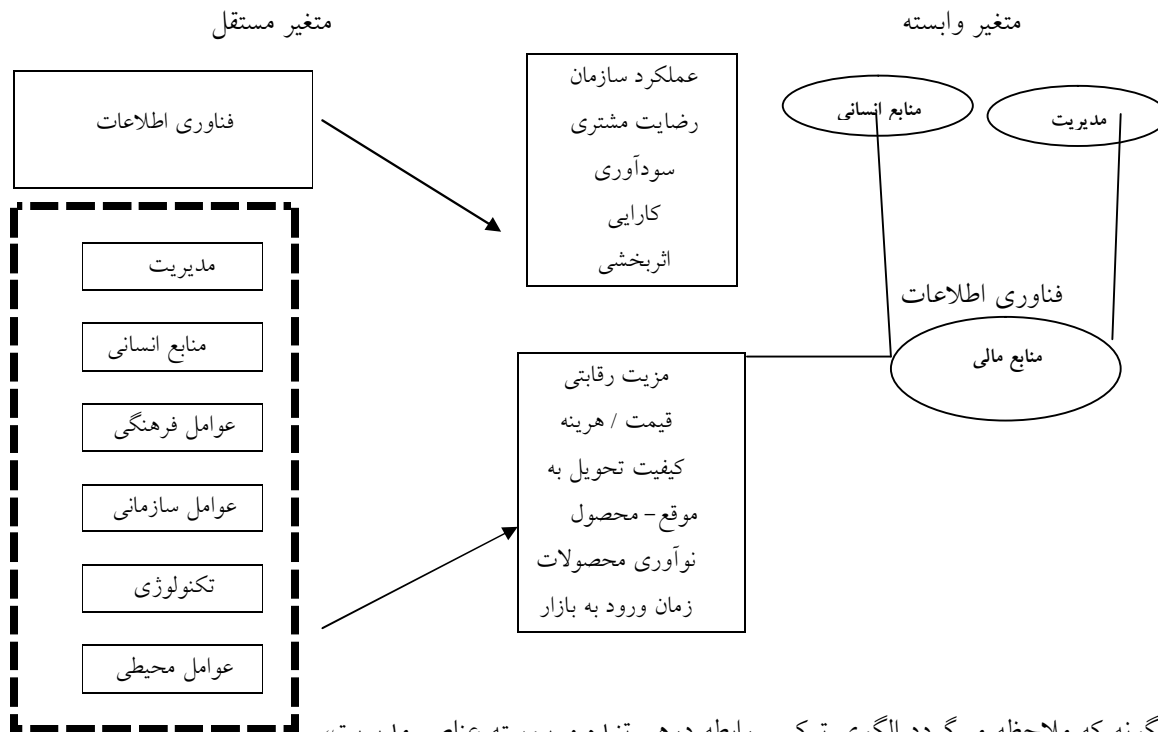 متغیر وابسته
متغیر مستقل
فناوری اطلاعات
مدیریت
منابع انسانی
عوامل فرهنگی
عوامل سازمانی
تکنولوژی
عوامل محیطی
عملکرد سازمان
رضایت مشتری
سودآوری
کارایی
اثربخشی
مزیت رقابتی
قیمت / هرینه
کیفیت تحویل به
موقع – محصول
نوآوری محصولات
زمان ورود به بازار
منابع انسانی
مدیریت
فناوری اطلاعات
منابع مالی